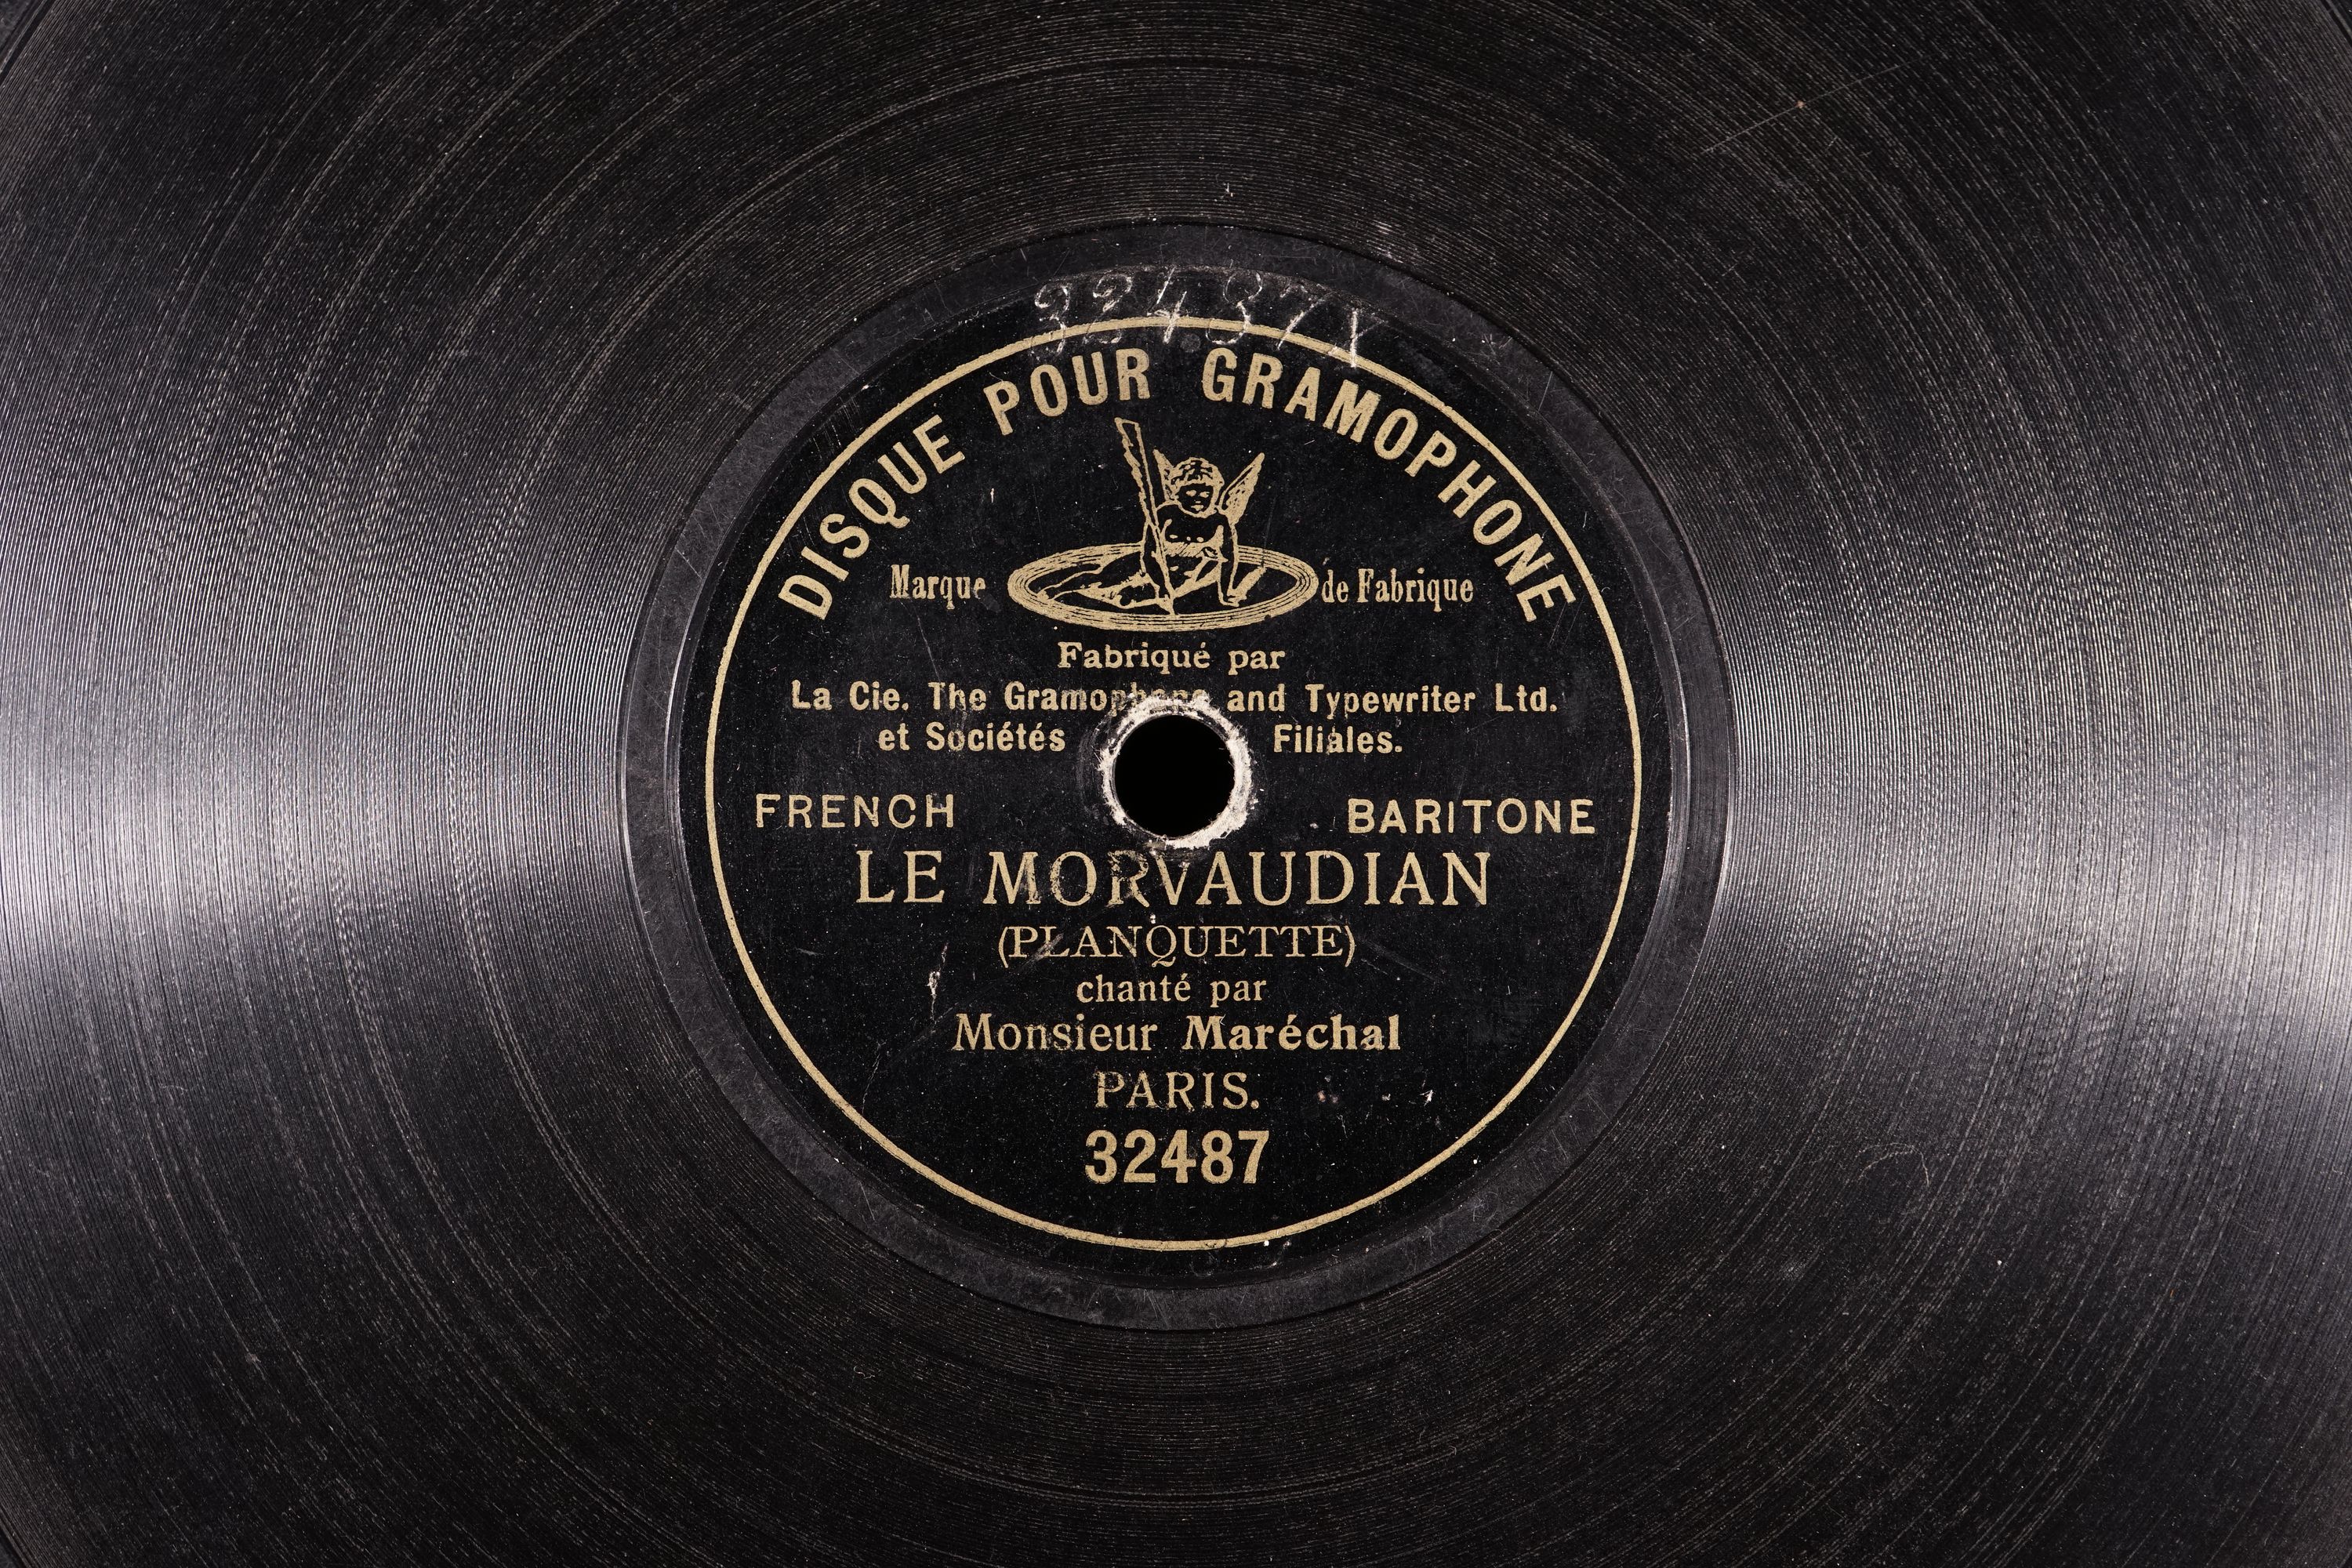 32487X
DISQUE POUR GRAMOPHONE
Marque de Fabrique
Fabriqué par
La Cie. The Gramophone and Typewriter Ltd.
et Sociétés Filiales.
FRENCH BARITONE
LE MORVAUDIAN
(PLANQUETTE)
chanté par
Monsieur Maréchal
PARIS.
32487